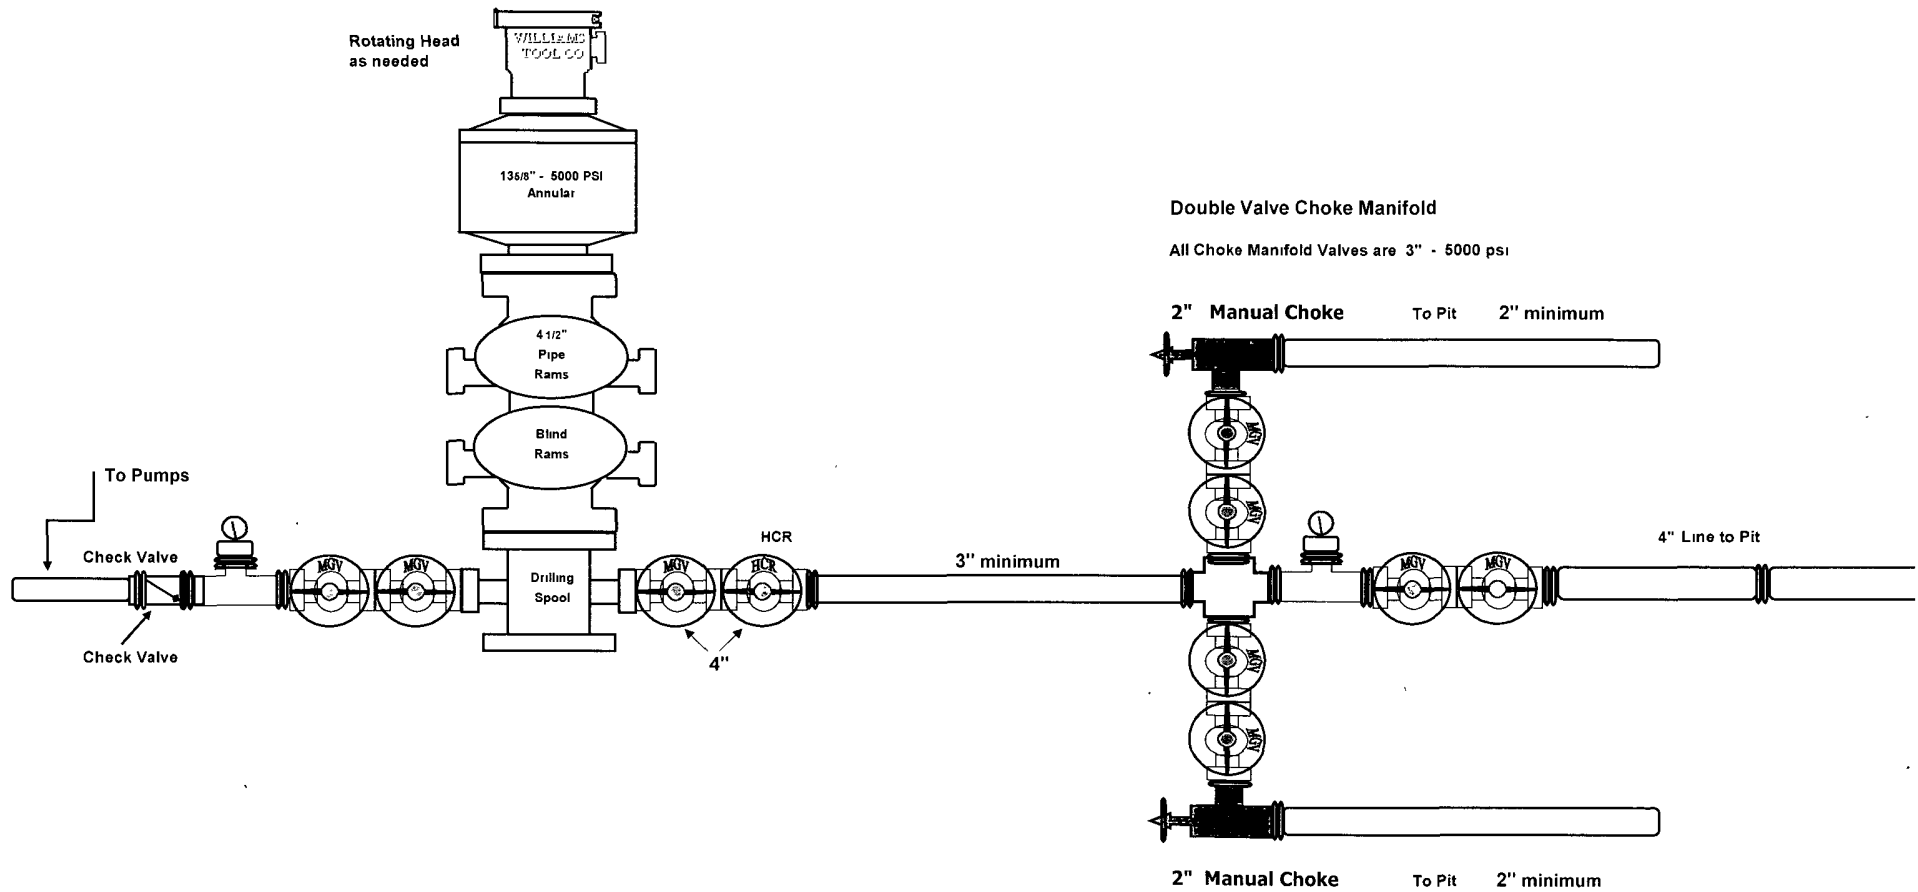 Rotating Head
as needed
WILLIAMS
TOOL CO
13 5/8" - 5000 PSI
Annular
Double Valve Choke Manifold
All Choke Manifold Valves are 3" - 5000 psi
2" Manual Choke To Pit 2" minimum
4 1/2"
Pipe
Rams
Blind
Rams
MGV
MGV
To Pumps
Check Valve
HCR
3" minimum
4" Line to Pit
MGV
MGV
Drilling
Spool
MGV
HCR
MGV
MGV
Check Valve
4"
MGV
MGV
2" Manual Choke To Pit 2" minimum